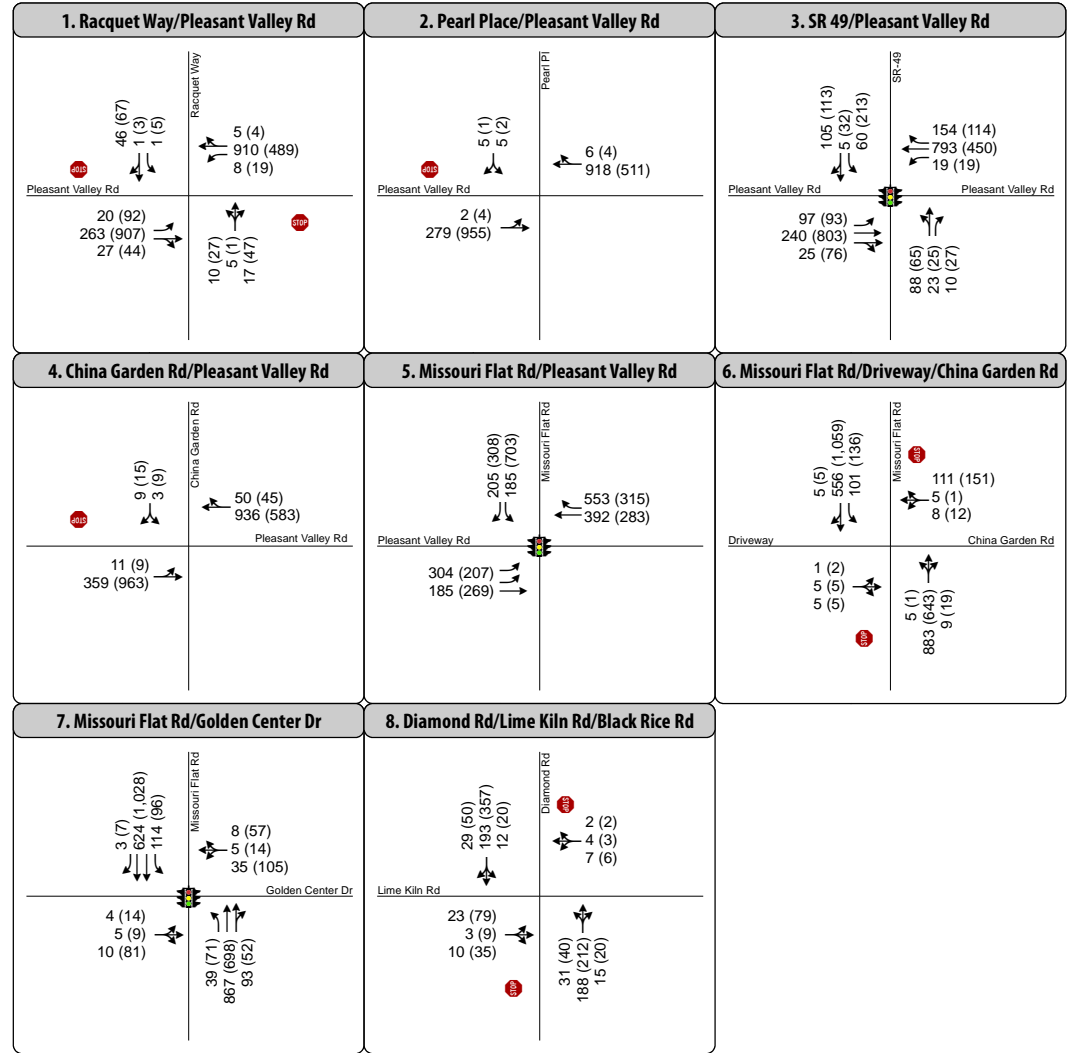 1. Racquet Way/Pleasant Valley Rd
Racquet Way
46 (67)
1 (3)
1 (5)
5 (4)
910 (489)
8 (19)
STOP
Pleasant Valley Rd
20 (92)
263 (907)
27 (44)
10 (27)
5 (1)
17 (47)
STOP
2. Pearl Place/Pleasant Valley Rd
Pearl Pl
5 (1)
5 (2)
6 (4)
918 (511)
STOP
Pleasant Valley Rd
2 (4)
279 (955)
3. SR 49/Pleasant Valley Rd
SR-49
105 (113)
5 (32)
60 (213)
154 (114)
793 (450)
19 (19)
Pleasant Valley Rd
Pleasant Valley Rd
97 (93)
240 (803)
25 (76)
88 (65)
23 (25)
10 (27)
4. China Garden Rd/Pleasant Valley Rd
China Garden Rd
9 (15)
3 (9)
50 (45)
936 (583)
STOP
Pleasant Valley Rd
11 (9)
359 (963)
5. Missouri Flat Rd/Pleasant Valley Rd
Missouri Flat Rd
205 (308)
185 (703)
553 (315)
392 (283)
Pleasant Valley Rd
304 (207)
185 (269)
6. Missouri Flat Rd/Driveway/China Garden Rd
Missouri Flat Rd
5 (5)
556 (1,059)
101 (136)
STOP
111 (151)
5 (1)
8 (12)
Driveway
China Garden Rd
1 (2)
5 (5)
5 (5)
5 (1)
883 (643)
9 (19)
STOP
7. Missouri Flat Rd/Golden Center Dr
Missouri Flat Rd
3 (7)
624 (1,028)
114 (96)
8 (57)
5 (14)
35 (105)
Golden Center Dr
4 (14)
5 (9)
10 (81)
39 (71)
867 (698)
93 (52)
8. Diamond Rd/Lime Kiln Rd/Black Rice Rd
Diamond Rd
29 (50)
193 (357)
12 (20)
STOP
2 (2)
4 (3)
7 (6)
Lime Kiln Rd
23 (79)
3 (9)
10 (35)
31 (40)
188 (212)
15 (20)
STOP